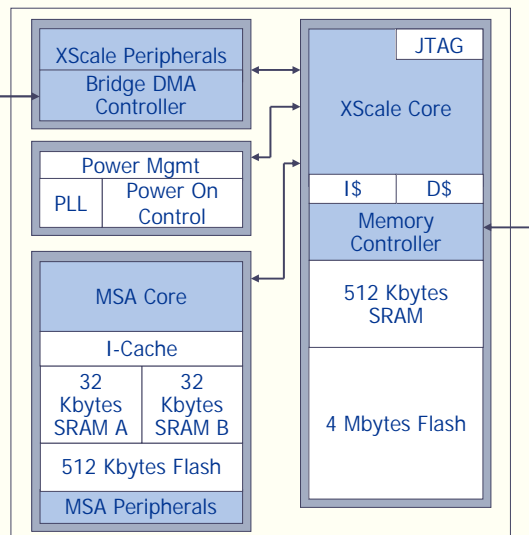 XScale Peripherals
Bridge DMA
Controller
Power Mgmt
PLL
Power On
Control
MSA Core
I-Cache
32
Kbytes
SRAM A
32
Kbytes
SRAM B
512 Kbytes Flash
MSA Peripherals
JTAG
XScale Core
I$
D$
Memory
Controller
512 Kbytes
SRAM
4 Mbytes Flash